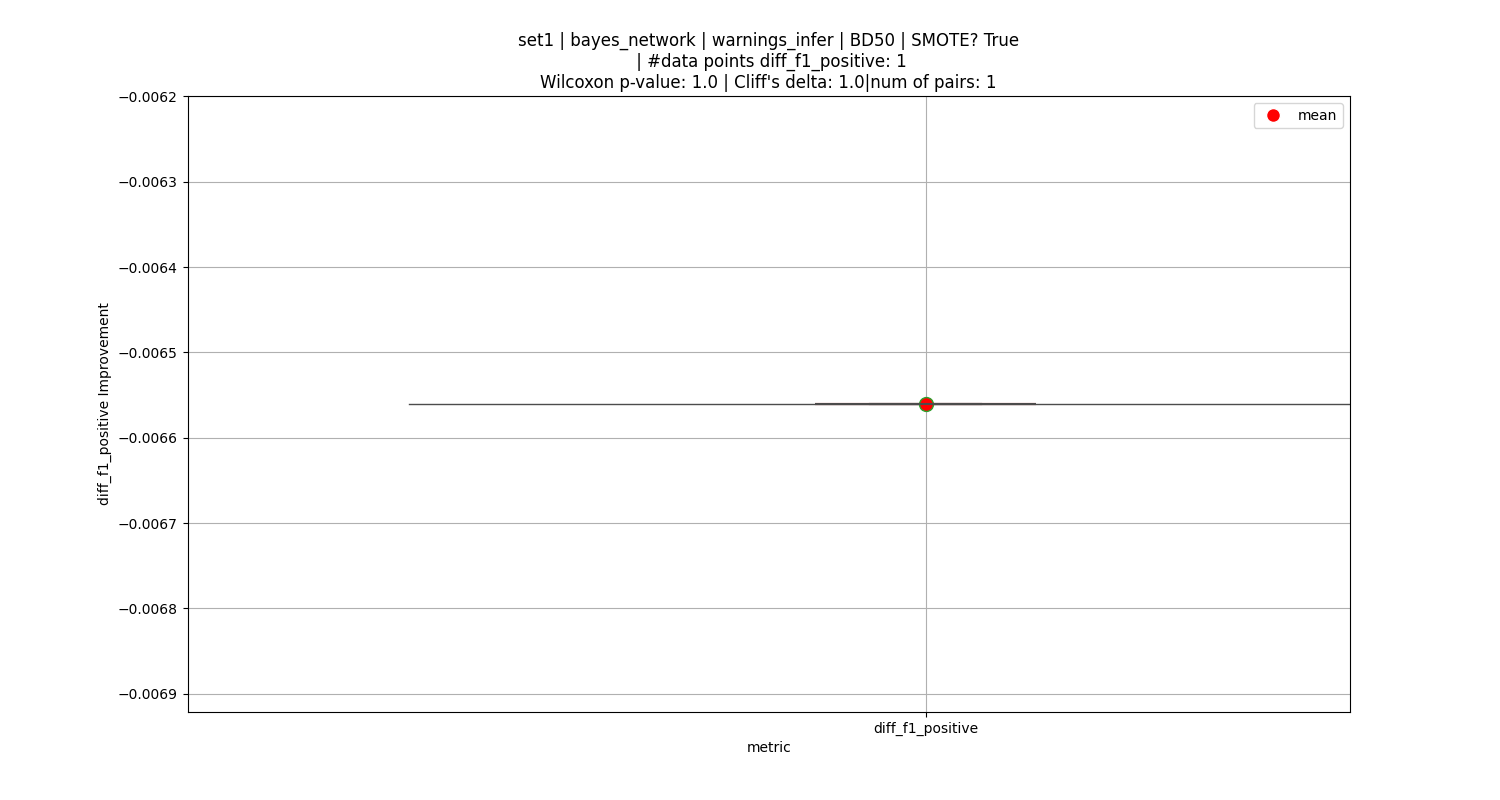 set1 | bayes_network | warnings_infer | BD50 | SMOTE? True
| #data points diff_f1_positive: 1
Wilcoxon p-value: 1.0 | Cliff's delta: 1.0|num of pairs: 1
mean
−0.0062
−0.0063
−0.0064
−0.0065
−0.0066
−0.0067
−0.0068
−0.0069
diff_f1_positive Improvement
diff_f1_positive
metric